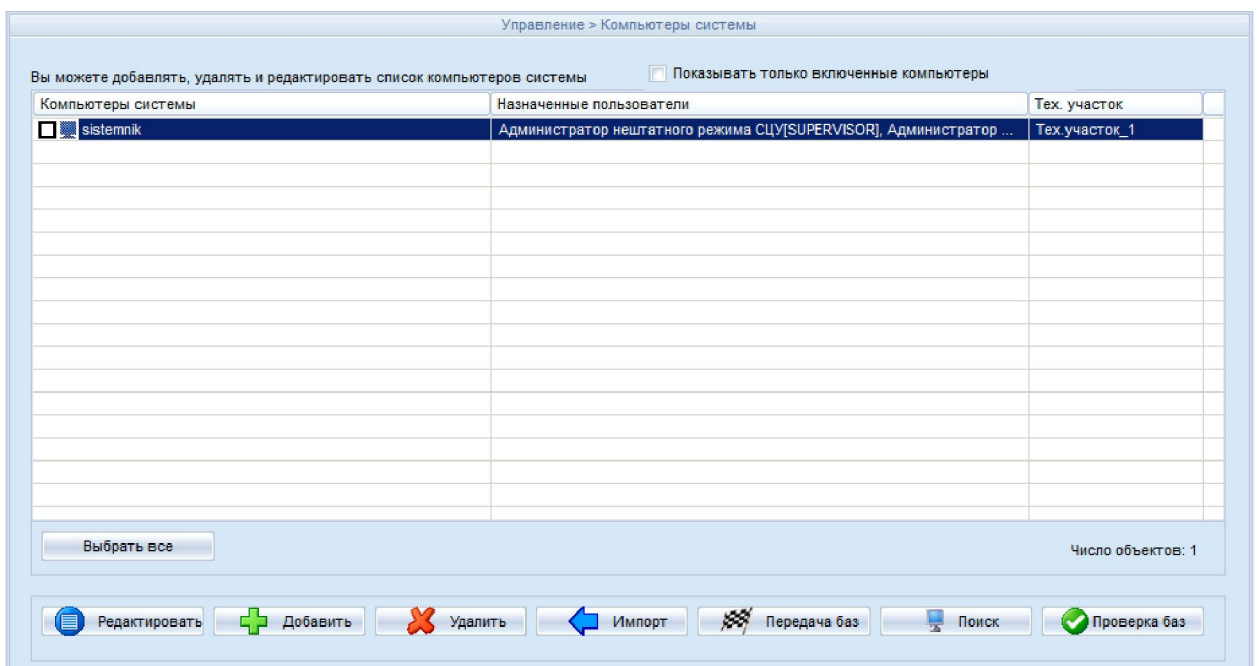 Управление > Компьютеры системы
Вы можете добавлять, удалять и редактировать список компьютеров системы Показывать только включенные компьютеры
Компьютеры системы Назначенные пользователи Тех. участок
sistemnik Администратор нештатного режима СЦУ[SUPERVISOR], Администратор ... Тех.участок_1
Выбрать все Число объектов: 1
Редактировать Добавить Удалить Импорт Передача баз Поиск Проверка баз